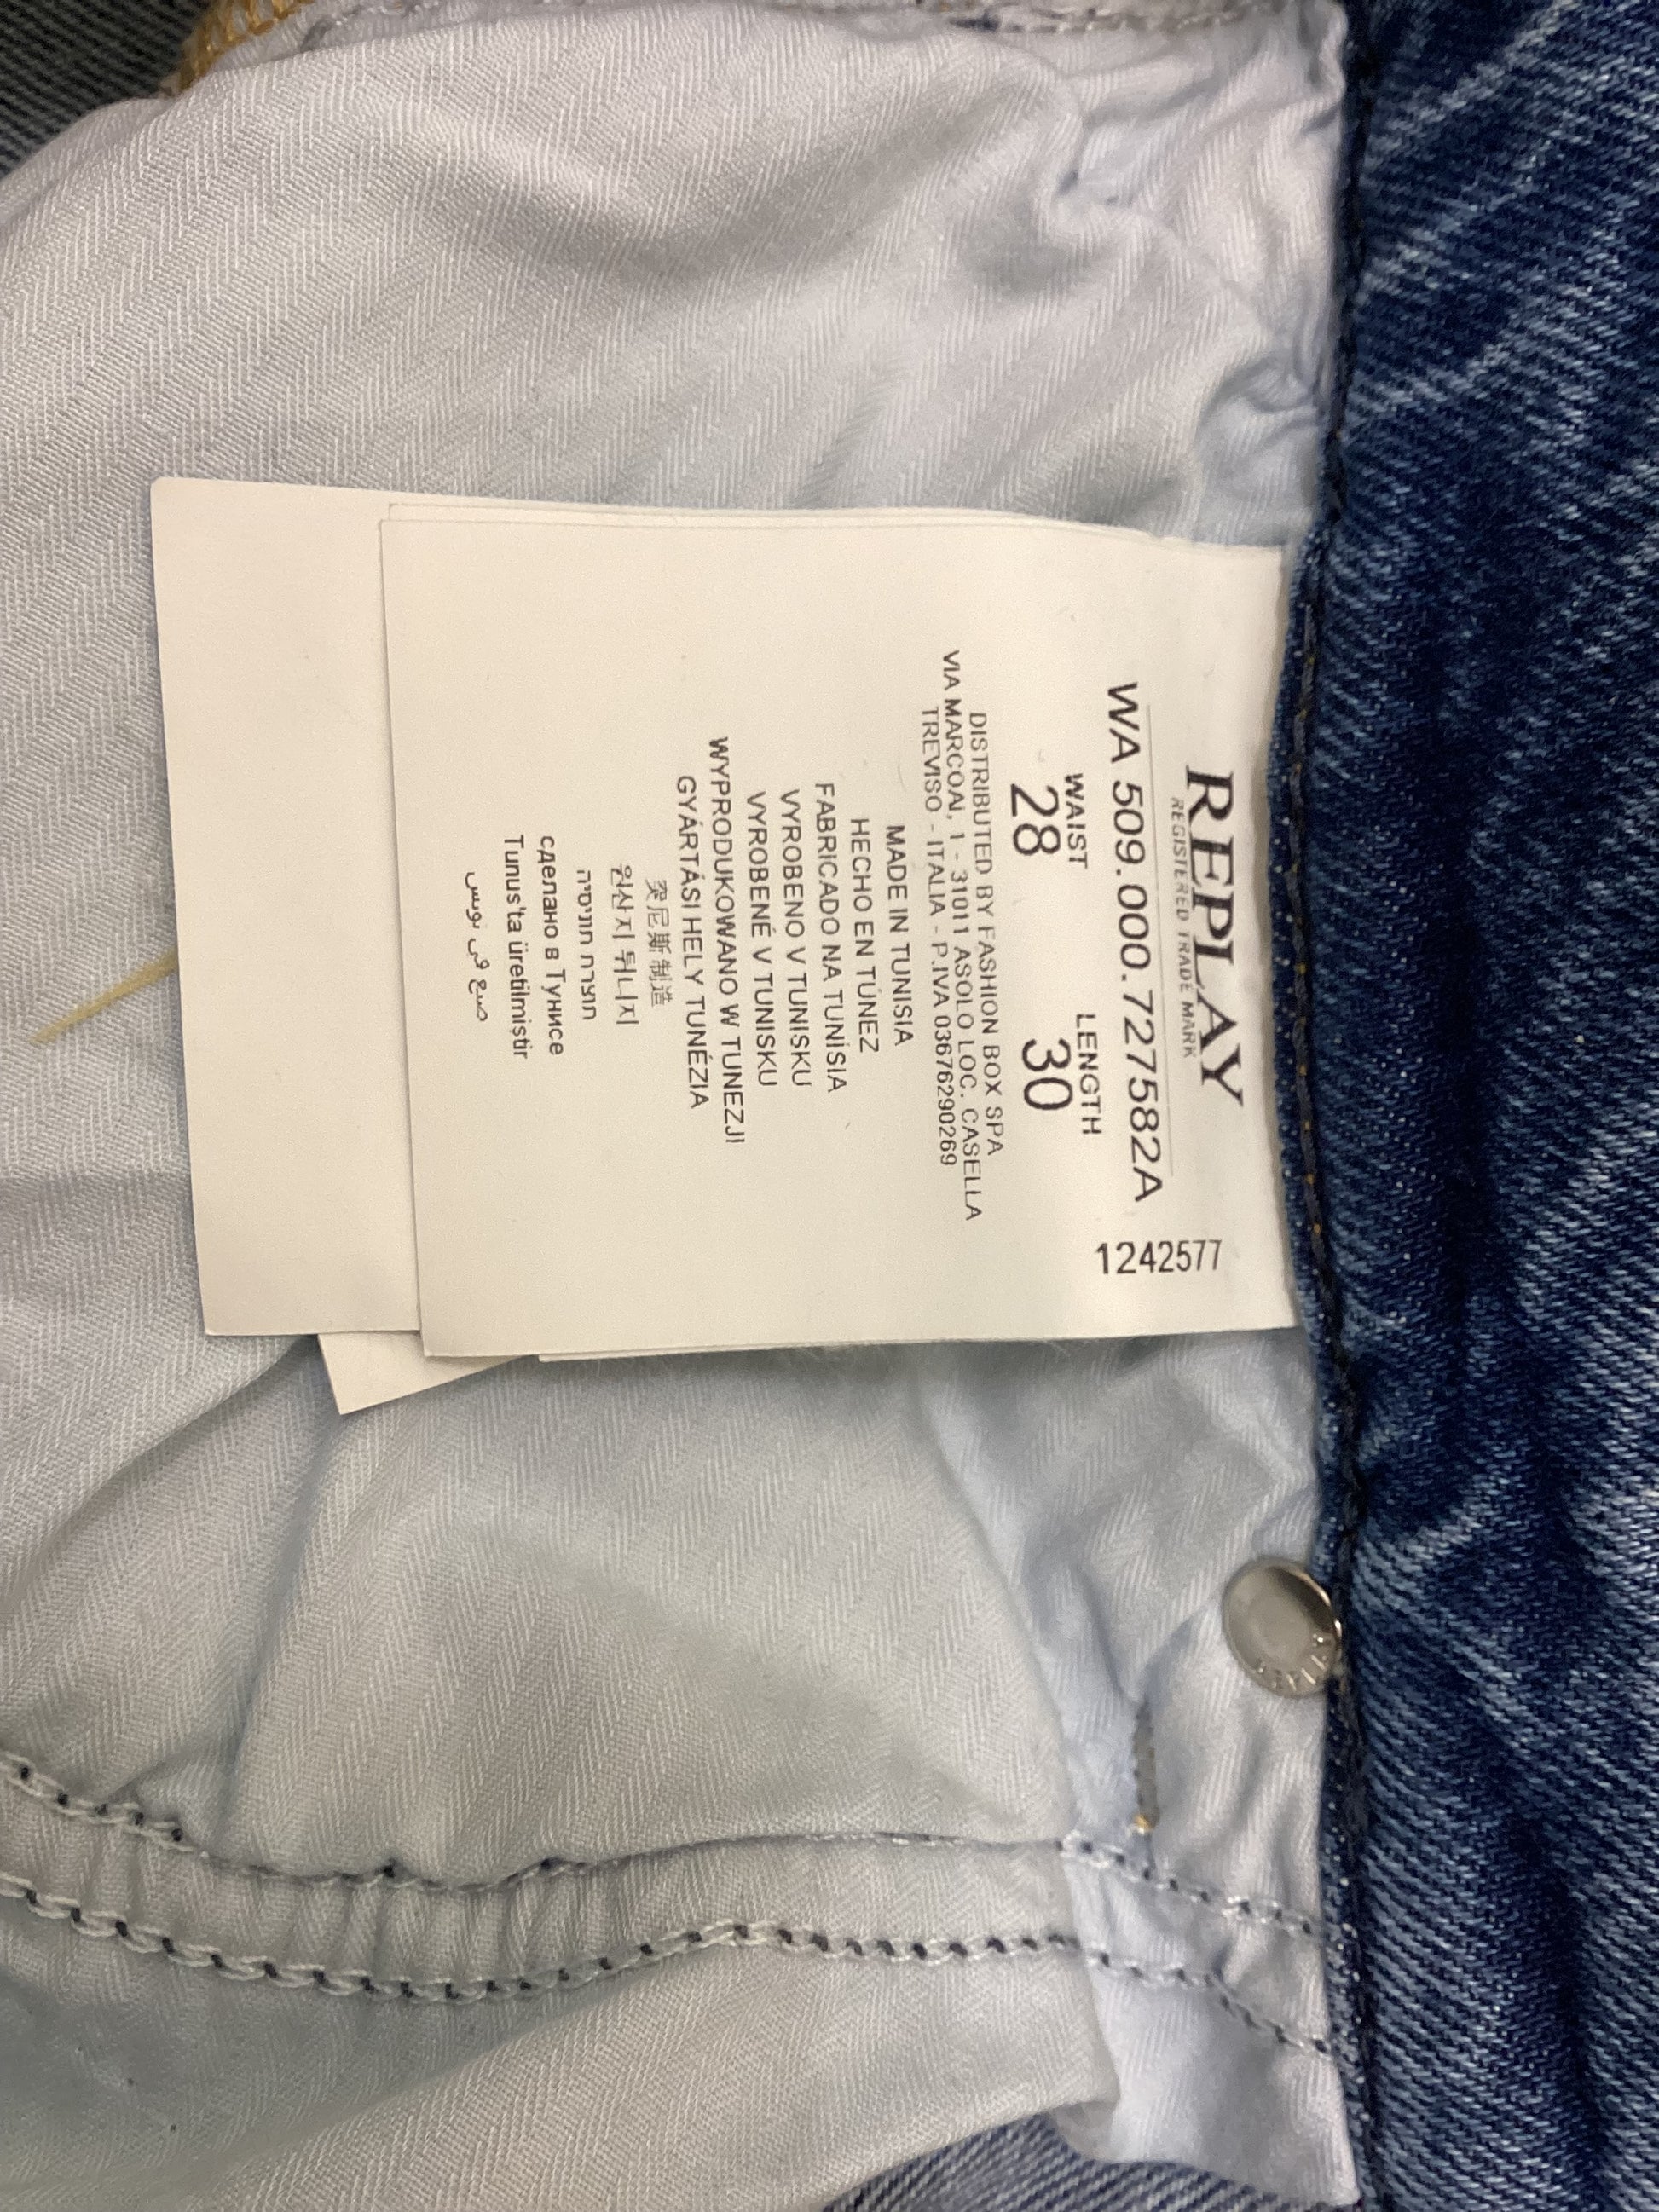 REPLAY
REGISTERED TRADE MARK
WA 509.000.727582A
1242577
WAIST LENGTH
28 30
DISTRIBUTED BY FASHION BOX SPA
VIA MARCOAI, 1 - 31011 ASOLO LOC. CASELLA
TREVISO - ITALIA - P.IVA 03676290269
MADE IN TUNISIA
HECHO EN TÚNEZ
FABRICADO NA TUNÍSIA
VYROBENO V TUNISKU
VYROBENÉ V TUNISKU
WYPRODUKOWANO W TUNEZJI
GYÁRTÁSI HELY TUNÉZIA
突尼斯制造
원산지 튀니지
תוצרת תוניסיה
сделано в Тунисе
Tunus'ta üretilmiştir
صنع في تونس